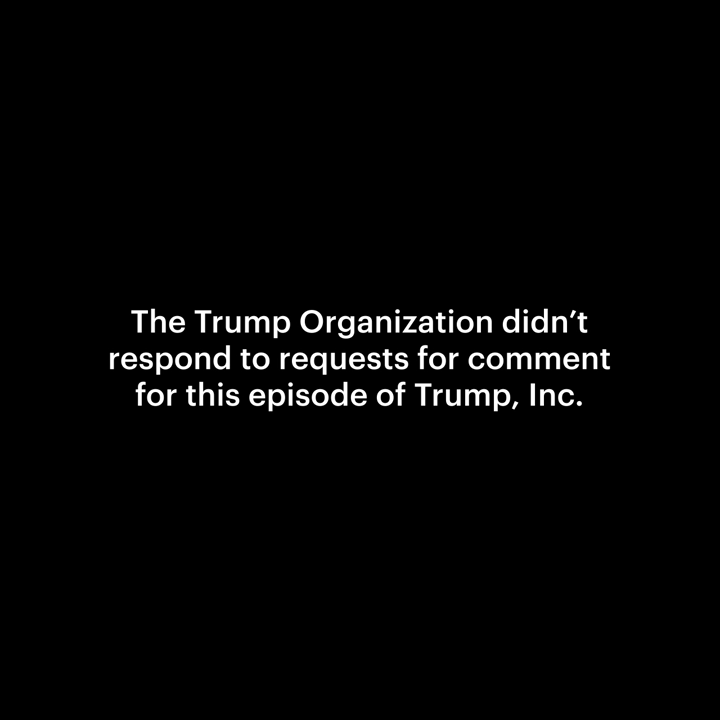 The Trump Organization didn’t
respond to requests for comment
for this episode of Trump, Inc.